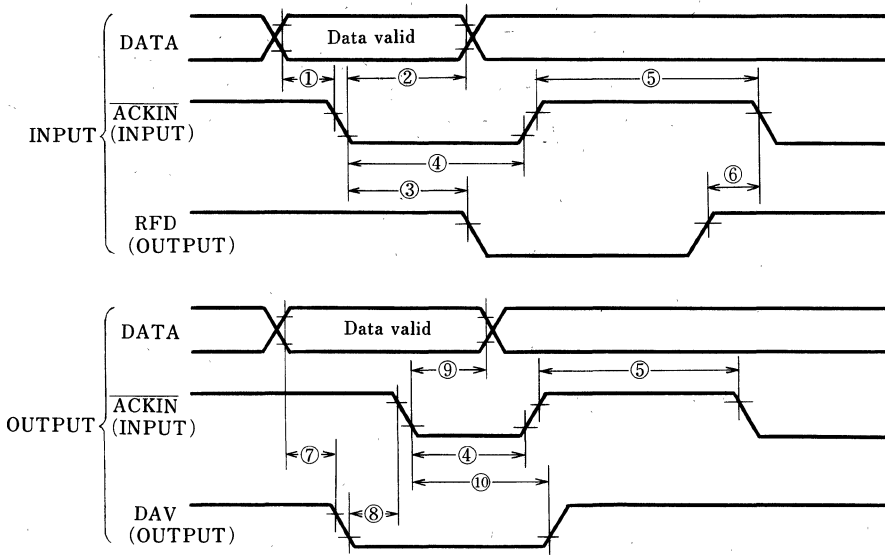 DATA
Data valid
① ② ⑤
ACKIN
INPUT (INPUT)
④
⑥
③
RFD
(OUTPUT)
DATA
Data valid
⑨ ⑤
ACKIN
OUTPUT (INPUT)
⑦ ④
⑩
DAV ⑧
(OUTPUT)